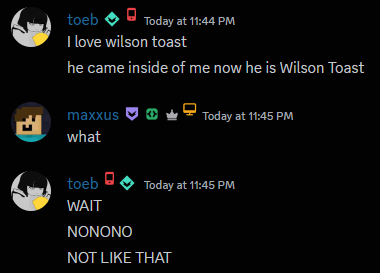 toeb Today at 11:44 PM
I love wilson toast
he came inside of me now he is Wilson Toast
maxxus Today at 11:45 PM
what
toeb Today at 11:45 PM
WAIT
NONONO
NOT LIKE THAT